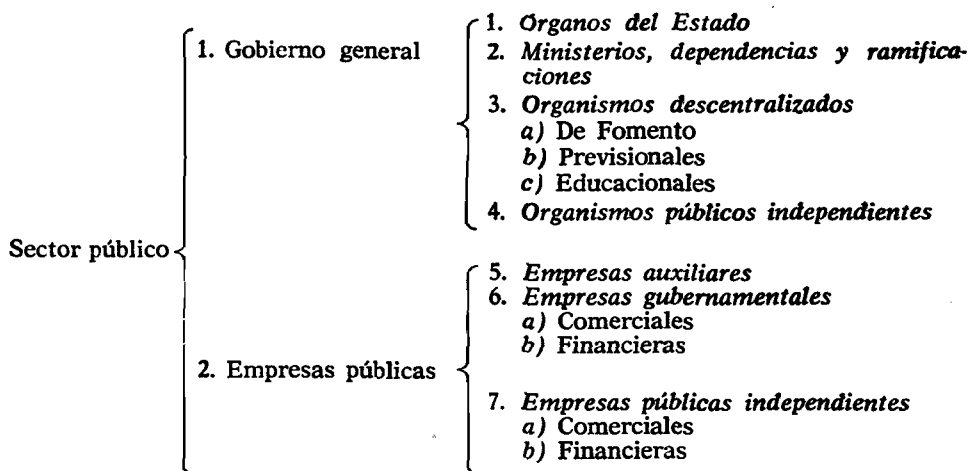 Sector público
1. Gobierno general
1. Organos del Estado
2. Ministerios, dependencias y ramifica-
ciones
3. Organismos descentralizados
a) De Fomento
b) Previsionales
c) Educacionales
4. Organismos públicos independientes
2. Empresas públicas
5. Empresas auxiliares
6. Empresas gubernamentales
a) Comerciales
b) Financieras
7. Empresas públicas independientes
a) Comerciales
b) Financieras